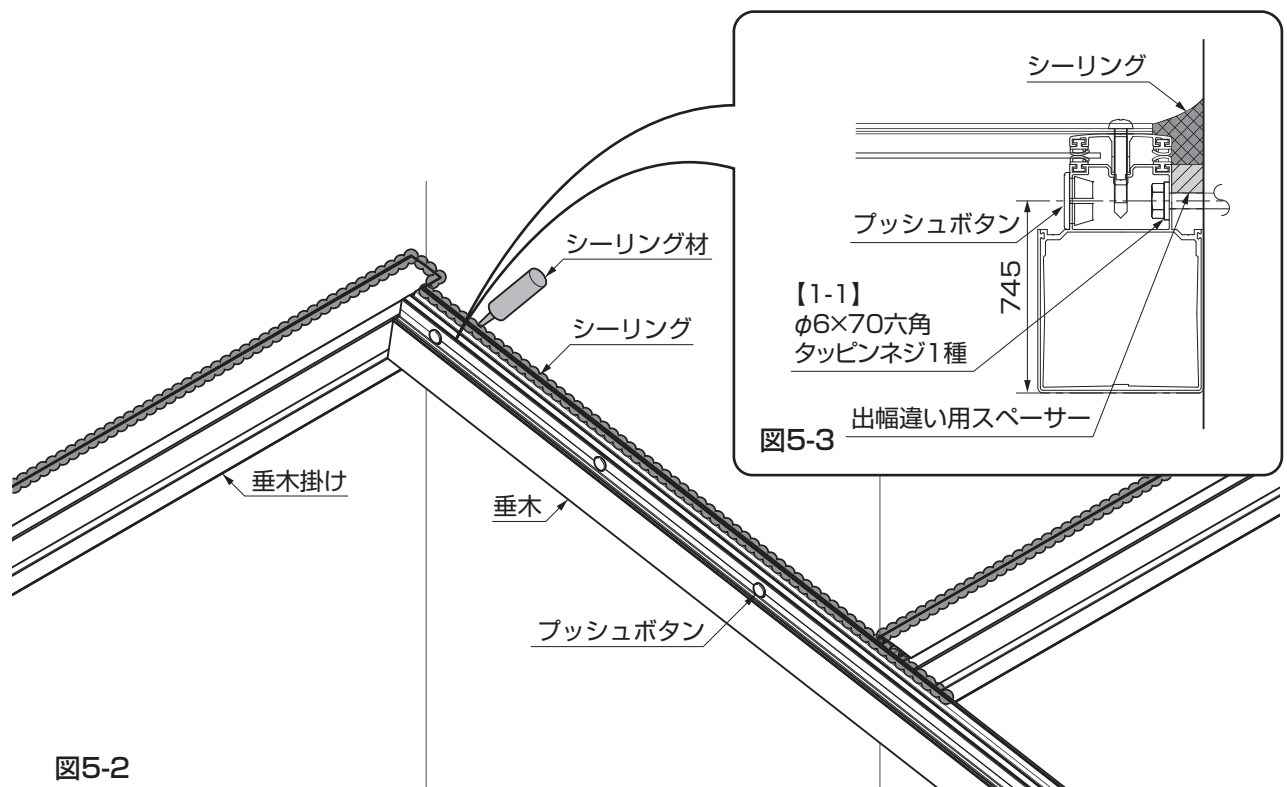 シーリング
プッシュボタン
745
【1-1】
φ6×70六角
タッピンネジ1種
出幅違い用スペーサー
図5-3
シーリング材
シーリング
垂木掛け
垂木
プッシュボタン
図5-2